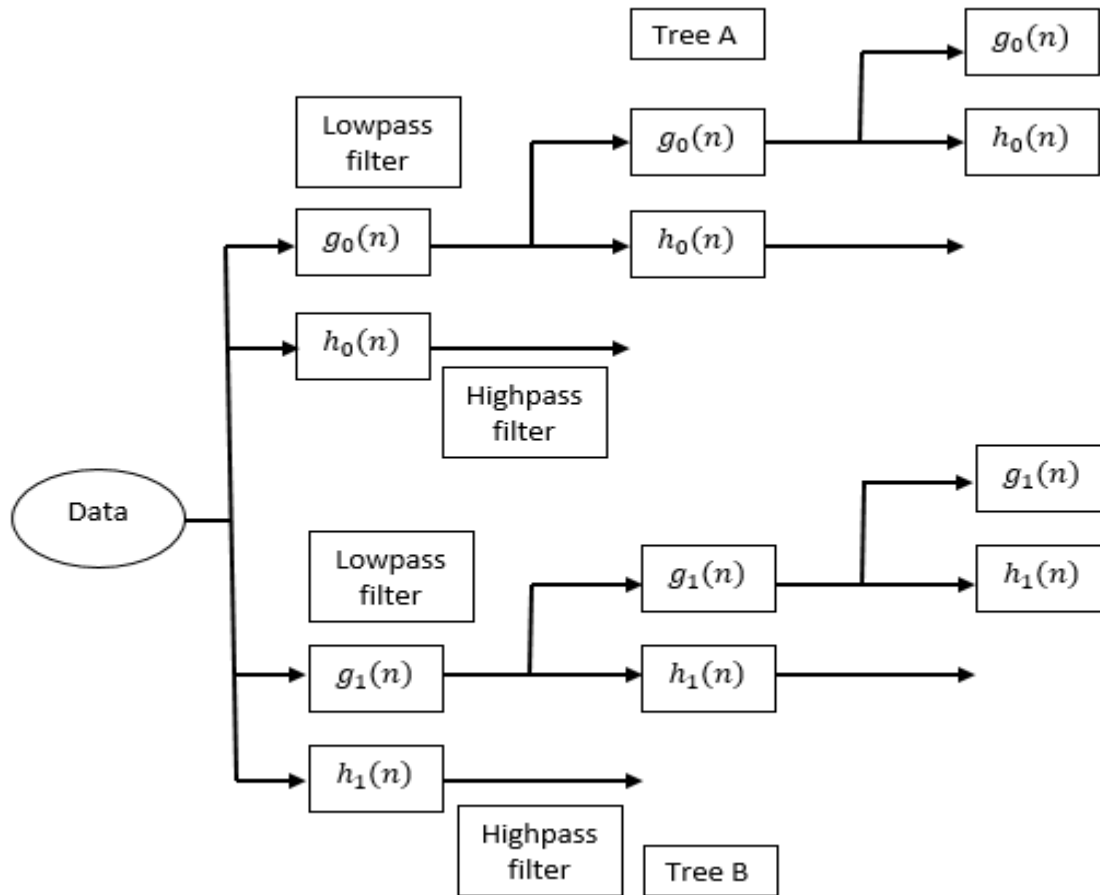 Tree A
g₀(n)
Lowpass
filter
g₀(n)
h₀(n)
g₀(n)
h₀(n)
h₀(n)
Highpass
filter
Data
g₁(n)
Lowpass
filter
g₁(n)
h₁(n)
g₁(n)
h₁(n)
h₁(n)
Highpass
filter
Tree B